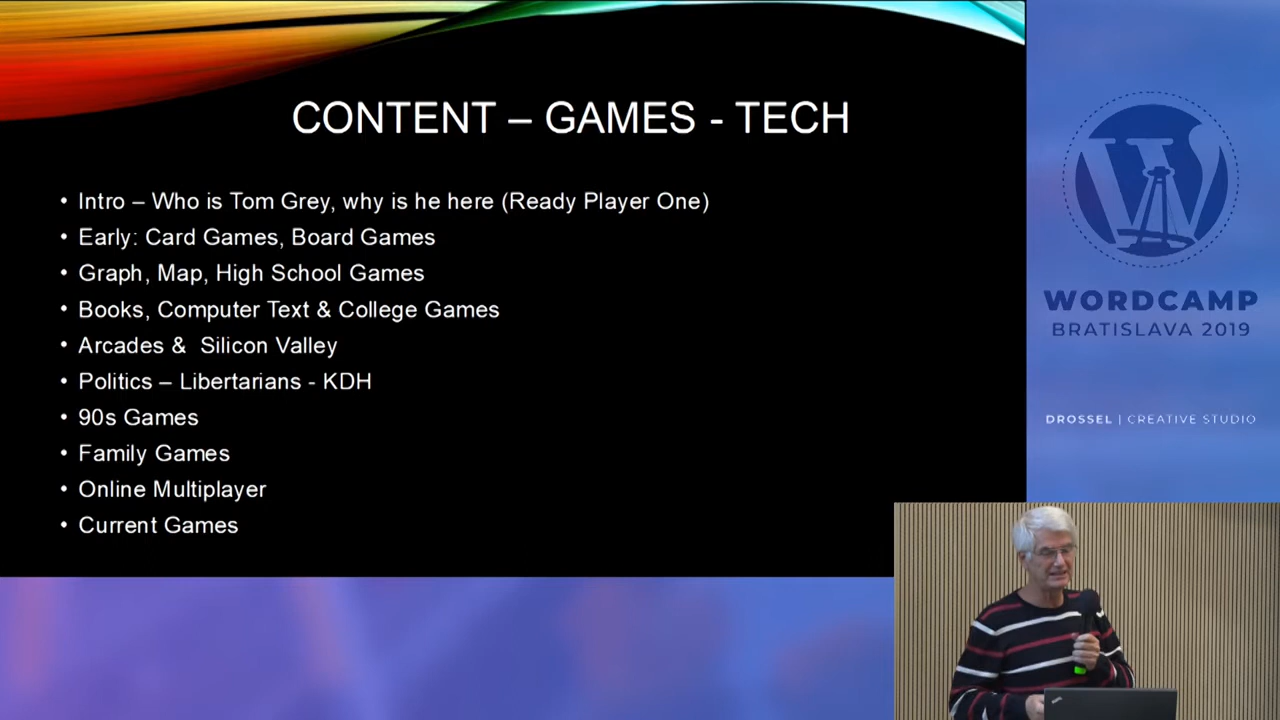 CONTENT – GAMES - TECH
• Intro – Who is Tom Grey, why is he here (Ready Player One)
• Early: Card Games, Board Games
• Graph, Map, High School Games
• Books, Computer Text & College Games
• Arcades &  Silicon Valley
• Politics – Libertarians - KDH
• 90s Games
• Family Games
• Online Multiplayer
• Current Games
WORDCAMP
BRATISLAVA 2019
DROSSEL | CREATIVE STUDIO